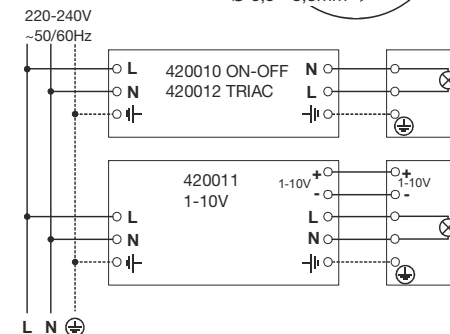 220-240V
~50/60Hz
L 420010 ON-OFF N
N 420012 TRIAC L
420011
1-10V
1-10V + +
1-10V
- -
L L
N N
L N